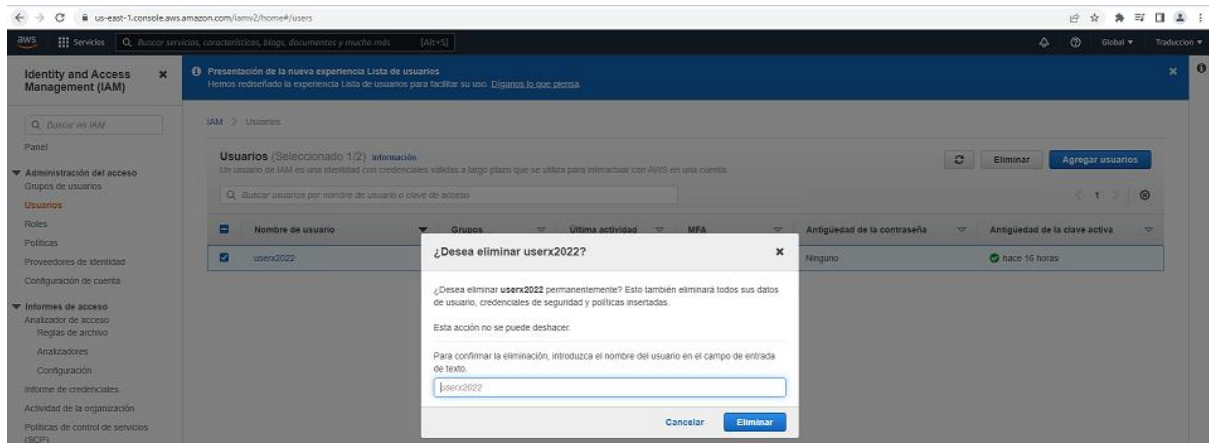 us-east-1.console.aws.amazon.com/iamv2/home#/users
aws Servicios Buscar servicios, características, blogs, documentos y mucho más [Alt+S] Global Traduccion
Identity and Access Management (IAM)
Buscar en IAM
Panel
Administración del acceso
Grupos de usuarios
Usuarios
Roles
Políticas
Proveedores de identidad
Configuración de cuenta
Informes de acceso
Analizador de acceso
Reglas de archivo
Analizadores
Configuración
Informe de credenciales
Actividad de la organización
Políticas de control de servicios
(SCP)
Presentación de la nueva experiencia Lista de usuarios
Hemos rediseñado la experiencia Lista de usuarios para facilitar su uso. Díganos lo que piensa.
IAM > Usuarios
Usuarios (Seleccionado 1/2) Información
Un usuario de IAM es una identidad con credenciales válidas a largo plazo que se utiliza para interactuar con AWS en una cuenta.
Eliminar Agregar usuarios
Buscar usuarios por nombre de usuario o clave de acceso
1
Nombre de usuario Grupos Última actividad MFA Antigüedad de la contraseña Antigüedad de la clave activa
userx2022 Ninguno hace 16 horas
¿Desea eliminar userx2022?
¿Desea eliminar userx2022 permanentemente? Esto también eliminará todos sus datos
de usuario, credenciales de seguridad y políticas insertadas.
Esta acción no se puede deshacer.
Para confirmar la eliminación, introduzca el nombre del usuario en el campo de entrada
de texto.
userx2022
Cancelar Eliminar